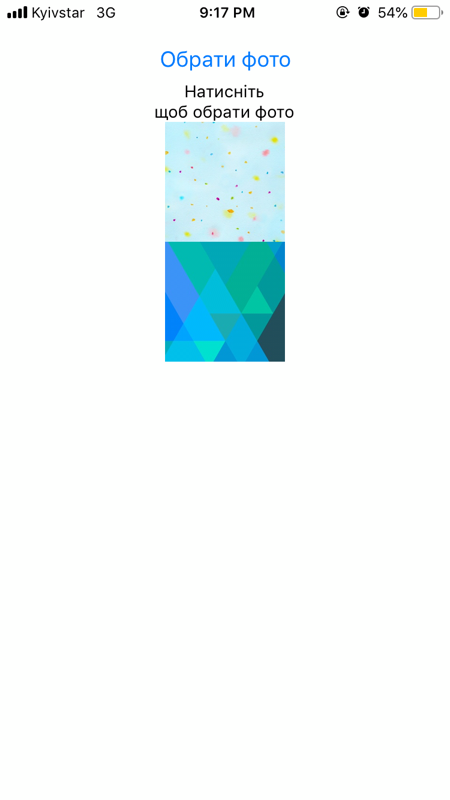 Kyivstar 3G 9:17 PM 54%
Обрати фото
Натисніть
щоб обрати фото